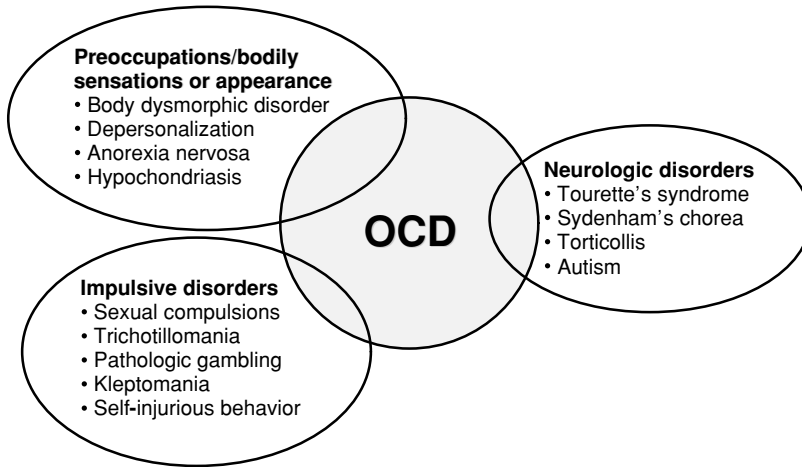 Preoccupations/bodily
sensations or appearance
• Body dysmorphic disorder
• Depersonalization
• Anorexia nervosa
• Hypochondriasis
OCD
Neurologic disorders
• Tourette's syndrome
• Sydenham's chorea
• Torticollis
• Autism
Impulsive disorders
• Sexual compulsions
• Trichotillomania
• Pathologic gambling
• Kleptomania
• Self-injurious behavior